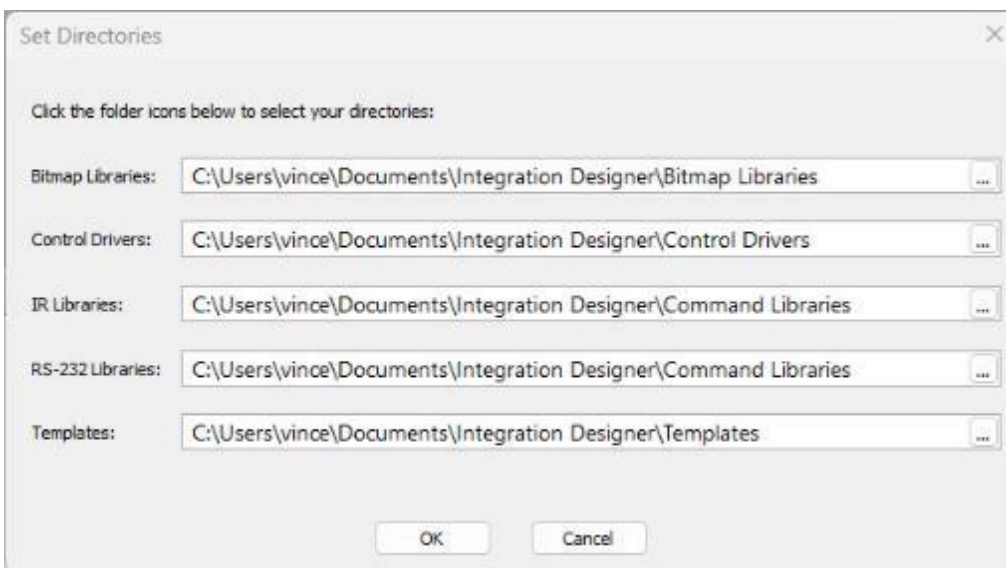 Set Directories
Click the folder icons below to select your directories:
Bitmap Libraries: C:\Users\vince\Documents\Integration Designer\Bitmap Libraries ...
Control Drivers: C:\Users\vince\Documents\Integration Designer\Control Drivers ...
IR Libraries: C:\Users\vince\Documents\Integration Designer\Command Libraries ...
RS-232 Libraries: C:\Users\vince\Documents\Integration Designer\Command Libraries ...
Templates: C:\Users\vince\Documents\Integration Designer\Templates ...
OK Cancel